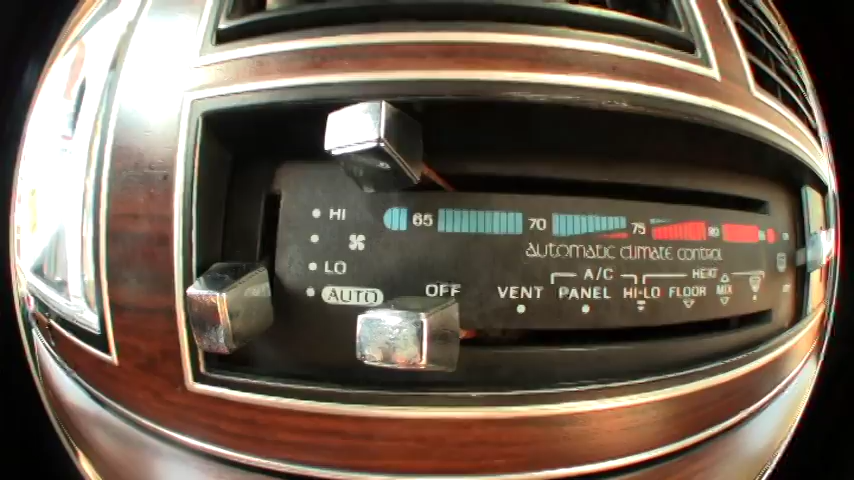 HI
65 70 75 80
AUTOMATIC CLIMATE CONTROL
A/C HEAT
LO
AUTO OFF VENT PANEL HI-LO FLOOR MIX